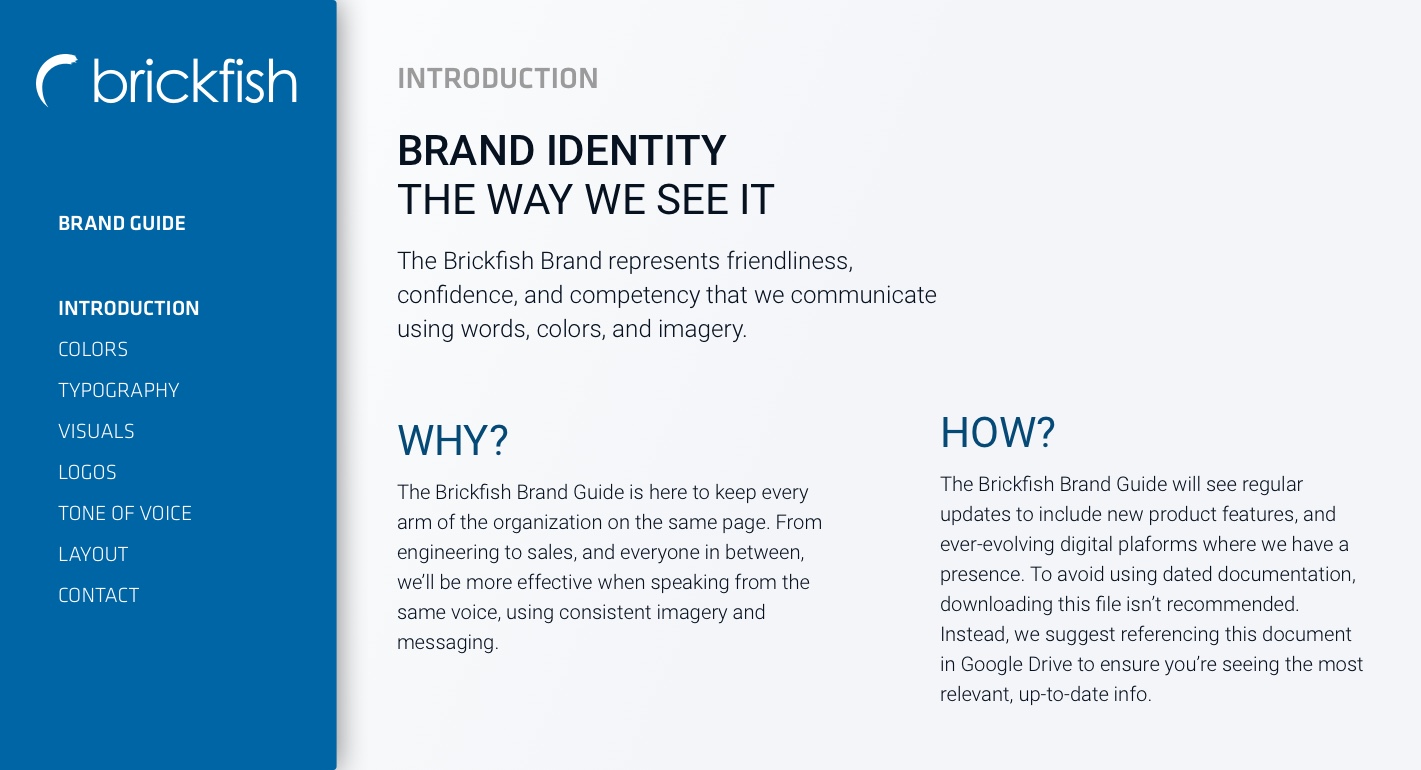 brickfish
BRAND GUIDE
INTRODUCTION
COLORS
TYPOGRAPHY
VISUALS
LOGOS
TONE OF VOICE
LAYOUT
CONTACT
INTRODUCTION
BRAND IDENTITY
THE WAY WE SEE IT
The Brickfish Brand represents friendliness,
confidence, and competency that we communicate
using words, colors, and imagery.
WHY?
The Brickfish Brand Guide is here to keep every
arm of the organization on the same page. From
engineering to sales, and everyone in between,
we’ll be more effective when speaking from the
same voice, using consistent imagery and
messaging.
HOW?
The Brickfish Brand Guide will see regular
updates to include new product features, and
ever-evolving digital plaforms where we have a
presence. To avoid using dated documentation,
downloading this file isn’t recommended.
Instead, we suggest referencing this document
in Google Drive to ensure you’re seeing the most
relevant, up-to-date info.